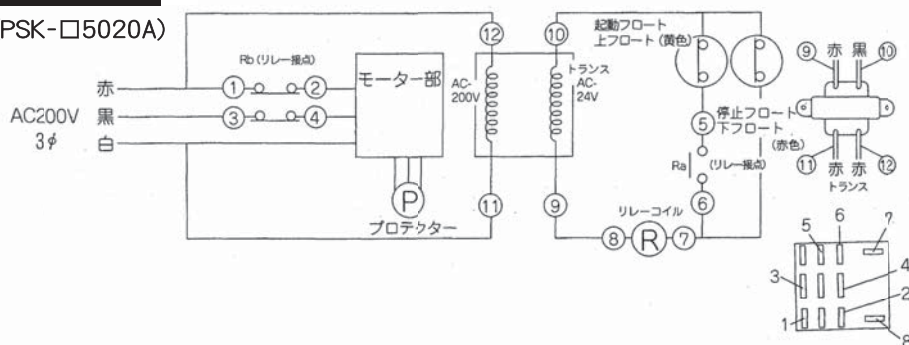 PSK-□5020A)
赤
AC200V 黒
3φ 白
Rb(リレー接点)
① ②
③ ④
モーター部
P
プロテクター
⑫ ⑩
AC-
200V
トランス
AC-
24V
⑪ ⑨
起動フロート
上フロート(黄色)
⑤ 停止フロート
下フロート
(赤色)
Ra (リレー接点)
⑥
リレーコイル
⑧ R ⑦
⑨ 赤 黒 ⑩
⑪ 赤 赤 ⑫
トランス
5 6 7
3 4
1 2
8